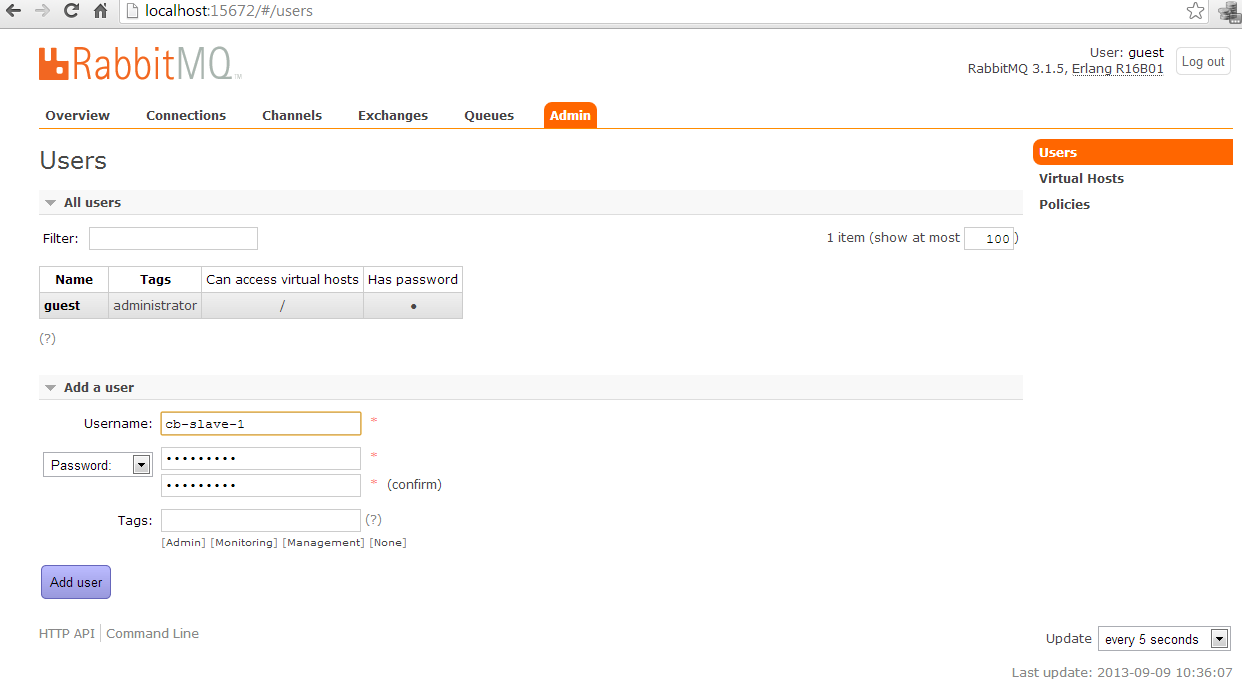 localhost:15672/#/users
RabbitMQ™
User: guest
RabbitMQ 3.1.5, Erlang R16B01
Log out
Overview Connections Channels Exchanges Queues Admin
Users
Users
Virtual Hosts
Policies
All users
Filter:
1 item (show at most 100)
Name Tags Can access virtual hosts Has password
guest administrator / •
(?)
Add a user
Username: cb-slave-1 *
Password: ••••••••• *
••••••••• * (confirm)
Tags: (?)
[Admin] [Monitoring] [Management] [None]
Add user
HTTP API Command Line
Update every 5 seconds
Last update: 2013-09-09 10:36:07